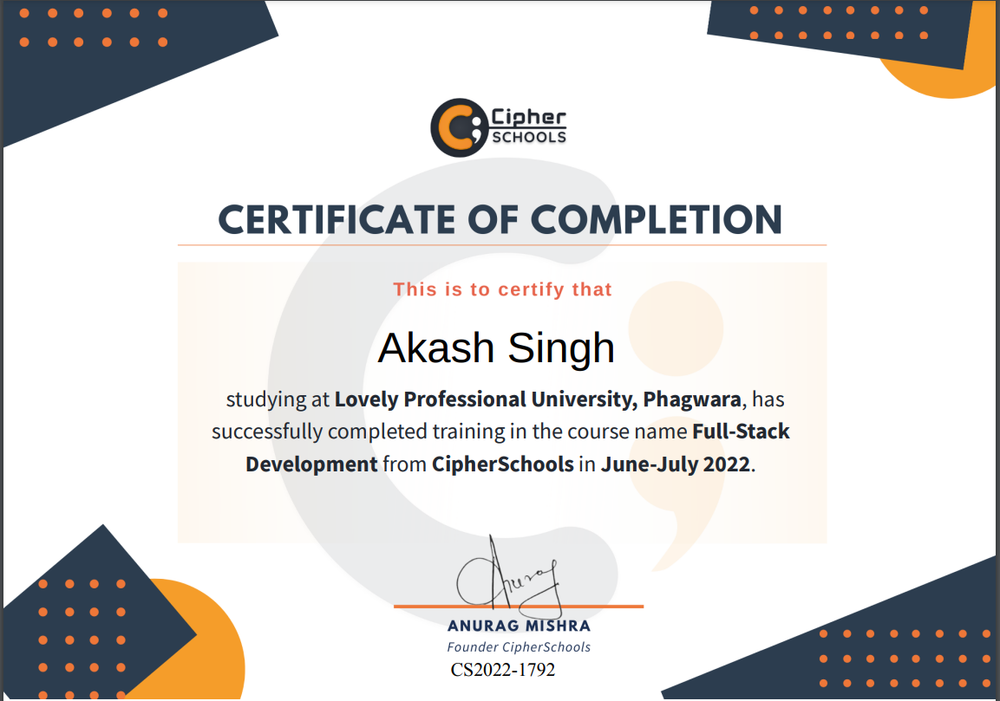 Cipher
SCHOOLS
CERTIFICATE OF COMPLETION
This is to certify that
Akash Singh
studying at Lovely Professional University, Phagwara, has
successfully completed training in the course name Full-Stack
Development from CipherSchools in June-July 2022.
Anurag
ANURAG MISHRA
Founder CipherSchools
CS2022-1792